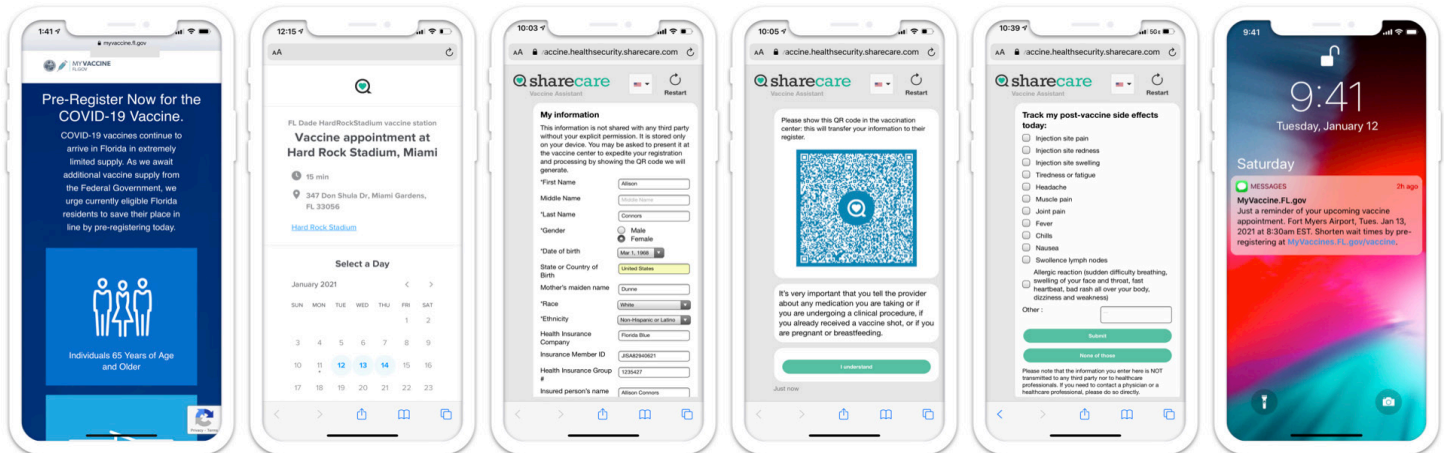 1:41
myvaccine.fl.gov
MYVACCINE
FL.GOV
Pre-Register Now for the
COVID-19 Vaccine.
COVID-19 vaccines continue to
arrive in Florida in extremely
limited supply. As we await
additional vaccine supply from
the Federal Government, we
urge currently eligible Florida
residents to save their place in
line by pre-registering today.
Individuals 65 Years of Age
and Older
Privacy - Terms
12:15
AA
FL Dade HardRockStadium vaccine station
Vaccine appointment at
Hard Rock Stadium, Miami
15 min
347 Don Shula Dr, Miami Gardens,
FL 33056
Hard Rock Stadium
Select a Day
January 2021 < >
SUN MON TUE WED THU FRI SAT
1 2
3 4 5 6 7 8 9
10 11 12 13 14 15 16
17 18 19 20 21 22 23
10:03
AA vaccine.healthsecurity.sharecare.com
sharecare
Vaccine Assistant
Restart
My information
This information is not shared with any third party
without your explicit permission. It is stored only
on your device. You may be asked to present it at
the vaccine center to expedite your registration
and processing by showing the QR code we will
generate.
*First Name Allison
Middle Name Middle Name
*Last Name Connors
*Gender Male
Female
*Date of birth Mar 1, 1968
State or Country of
Birth United States
Mother's maiden name Dunne
*Race White
*Ethnicity Non-Hispanic or Latino
Health Insurance
Company Florida Blue
Insurance Member ID JISA82940621
Health Insurance Group
# 1235427
Insured person's name Allison Connors
10:05
AA vaccine.healthsecurity.sharecare.com
sharecare
Vaccine Assistant
Restart
Please show this QR code in the vaccination
center: this will transfer your information to their
register.
It's very important that you tell the provider
about any medication you are taking or if
you are undergoing a clinical procedure, if
you already received a vaccine shot, or if you
are pregnant or breastfeeding.
I understand
Just now
10:39
5G
AA vaccine.healthsecurity.sharecare.com
sharecare
Vaccine Assistant
Restart
Track my post-vaccine side effects
today:
Injection site pain
Injection site redness
Injection site swelling
Tiredness or fatigue
Headache
Muscle pain
Joint pain
Fever
Chills
Nausea
Swollence lymph nodes
Allergic reaction (sudden difficulty breathing,
swelling of your face and throat, fast
heartbeat, bad rash all over your body,
dizziness and weakness)
Other :
Submit
None of those
Please note that the information you enter here is NOT
transmitted to any third party nor to healthcare
professionals. If you need to contact a physician or a
healthcare professional, please do so directly.
9:41
9:41
Tuesday, January 12
Saturday
MESSAGES 2h ago
MyVaccine.FL.gov
Just a reminder of your upcoming vaccine
appointment. Fort Myers Airport, Tues. Jan 13,
2021 at 8:30am EST. Shorten wait times by pre-
registering at MyVaccines.FL.gov/vaccine.